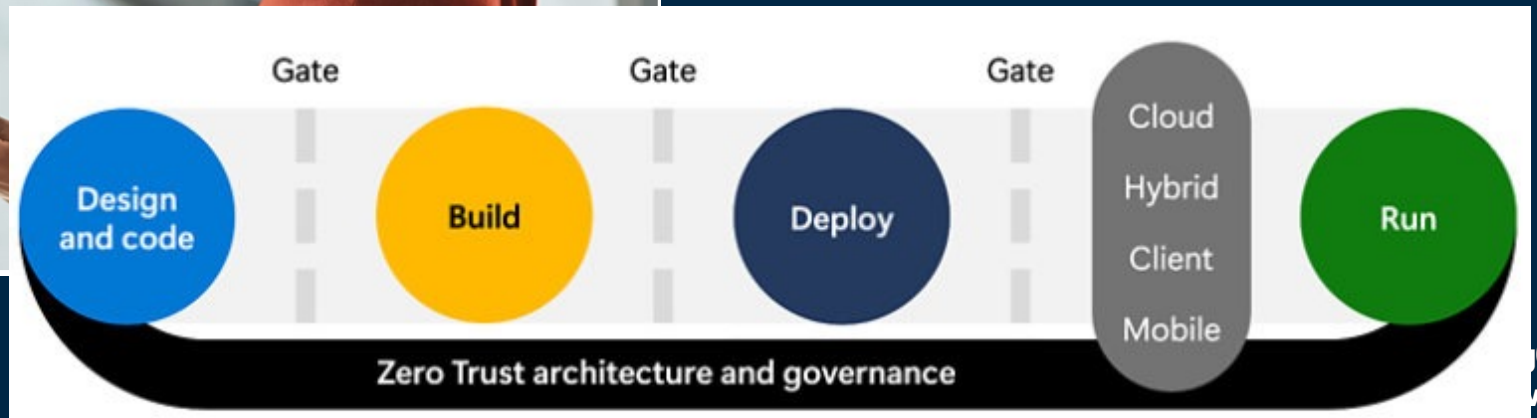 Gate
Gate
Gate
Design
and code
Build
Deploy
Cloud
Hybrid
Client
Mobile
Run
Zero Trust architecture and governance